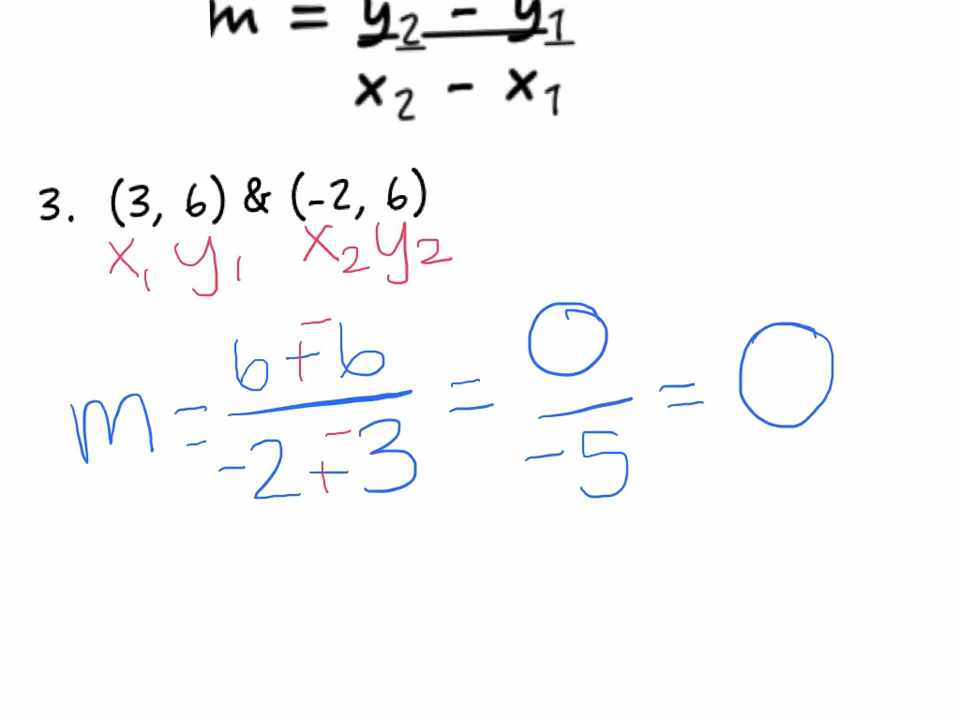 m = y₂ - y₁
x₂ - x₁
3. (3, 6) & (-2, 6)
x₁ y₁ x₂ y₂
6 + -6
m = ——— = 0/-5 = 0
-2 + -3